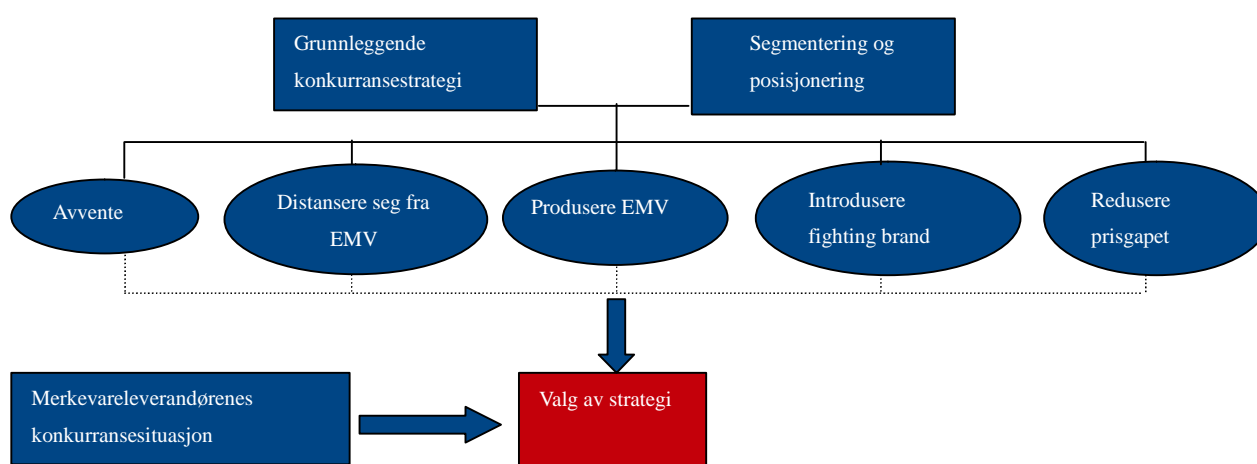 Grunnleggende
konkurransestrategi
Segmentering og
posisjonering
Avvente
Distansere seg fra
EMV
Produsere EMV
Introdusere
fighting brand
Redusere
prisgapet
Merkevareleverandørenes
konkurransesituasjon
Valg av strategi